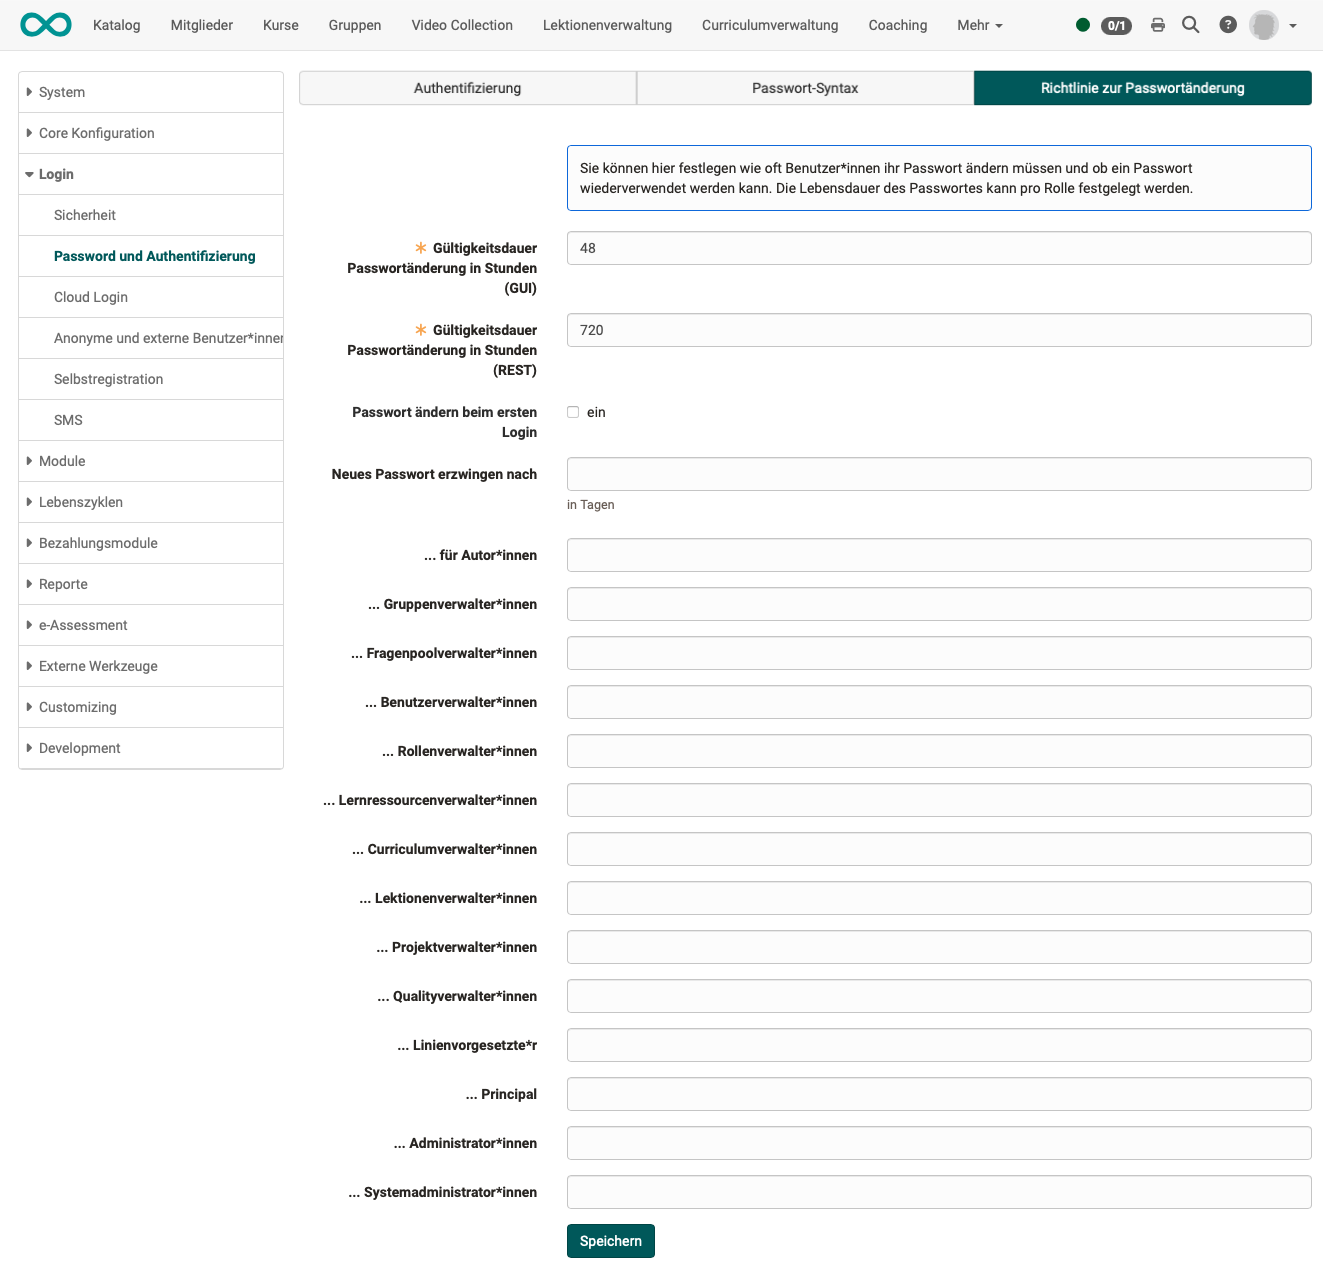 Katalog Mitglieder Kurse Gruppen Video Collection Lektionenverwaltung Curriculumverwaltung Coaching Mehr 0/1 ?
System
Core Konfiguration
Login
Sicherheit
Password und Authentifizierung
Cloud Login
Anonyme und externe Benutzer*inner
Selbstregistration
SMS
Module
Lebenszyklen
Bezahlungsmodule
Reporte
e-Assessment
Externe Werkzeuge
Customizing
Development
Authentifizierung Passwort-Syntax Richtlinie zur Passwortänderung
Sie können hier festlegen wie oft Benutzer*innen ihr Passwort ändern müssen und ob ein Passwort
wiederverwendet werden kann. Die Lebensdauer des Passwortes kann pro Rolle festgelegt werden.
Gültigkeitsdauer 48
Passwortänderung in Stunden
(GUI)
Gültigkeitsdauer 720
Passwortänderung in Stunden
(REST)
Passwort ändern beim ersten ein
Login
Neues Passwort erzwingen nach
in Tagen
... für Autor*innen
... Gruppenverwalter*innen
... Fragenpoolverwalter*innen
... Benutzerverwalter*innen
... Rollenverwalter*innen
... Lernressourcenverwalter*innen
... Curriculumverwalter*innen
... Lektionenverwalter*innen
... Projektverwalter*innen
... Qualityverwalter*innen
... Linienvorgesetzte*r
... Principal
... Administrator*innen
... Systemadministrator*innen
Speichern